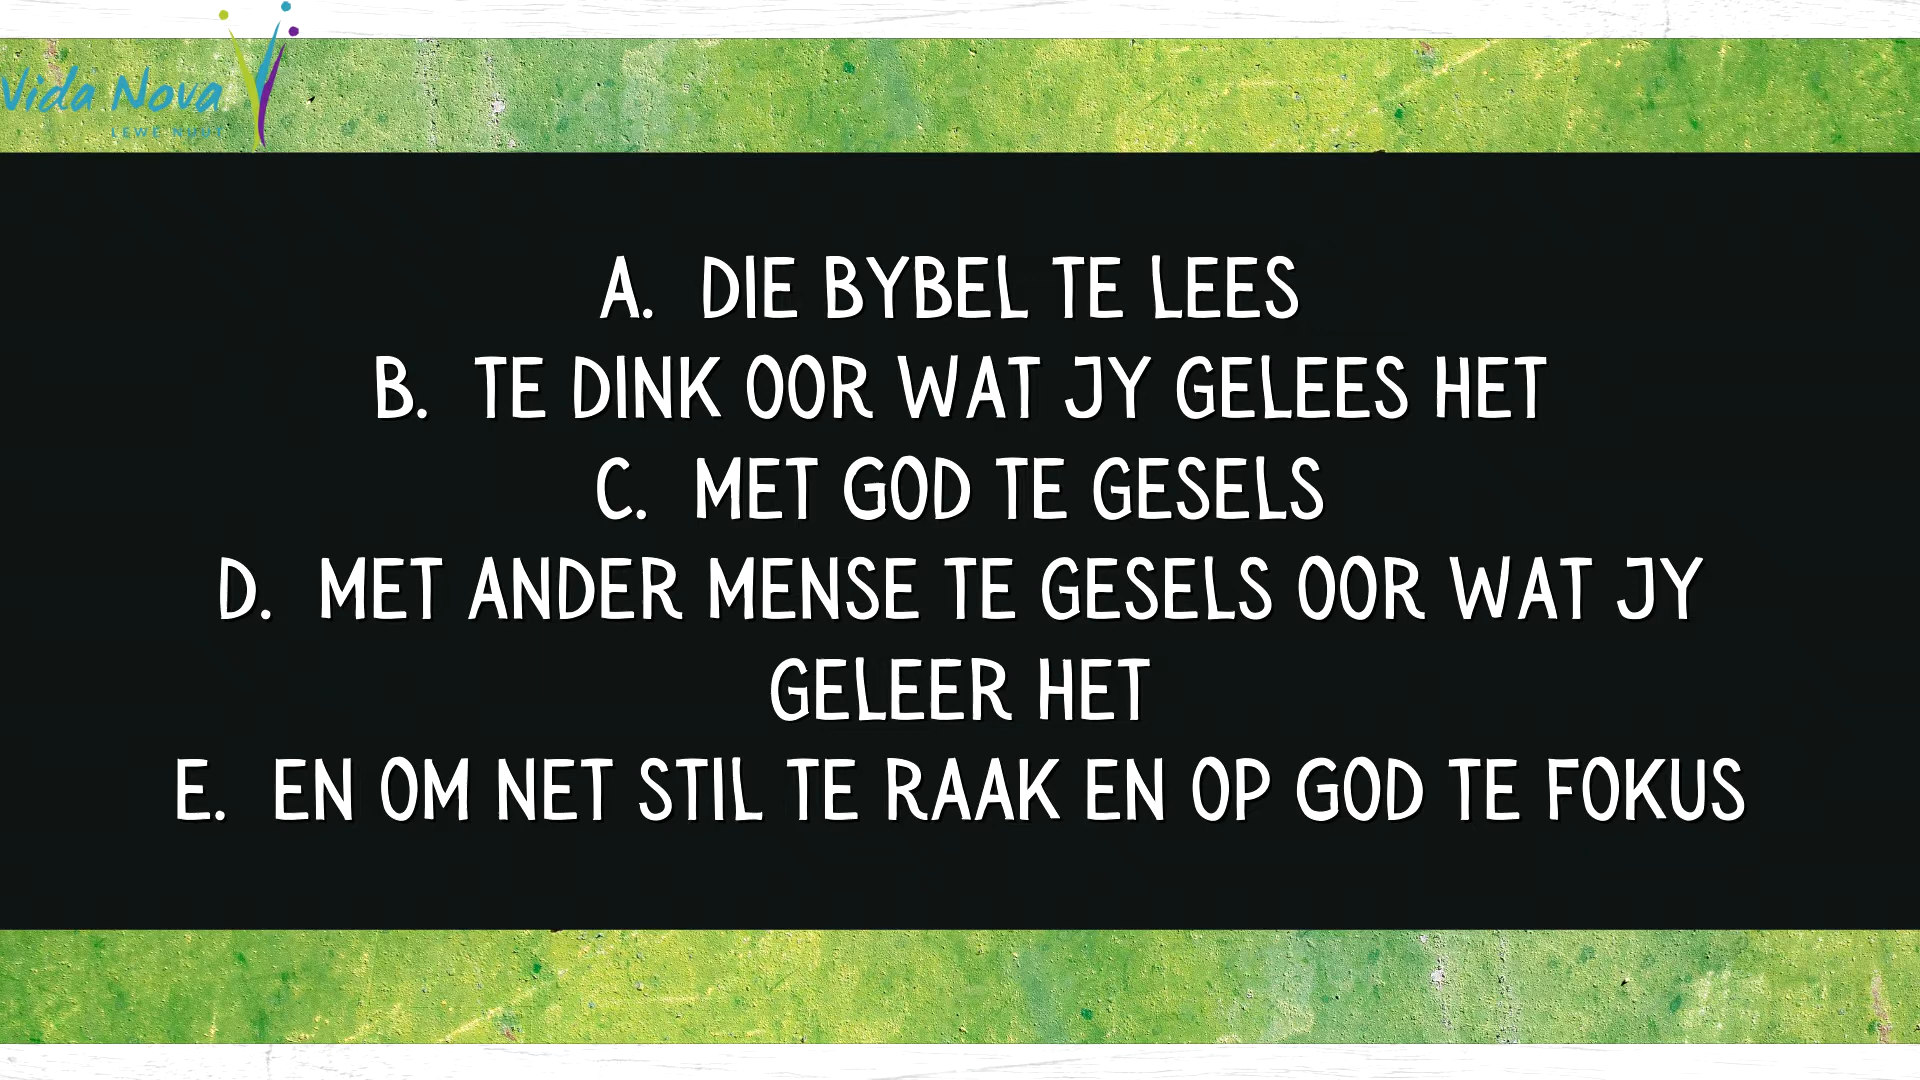 Vida Nova
LEWE NUUT
A. DIE BYBEL TE LEES
B. TE DINK OOR WAT JY GELEES HET
C. MET GOD TE GESELS
D. MET ANDER MENSE TE GESELS OOR WAT JY
GELEER HET
E. EN OM NET STIL TE RAAK EN OP GOD TE FOKUS